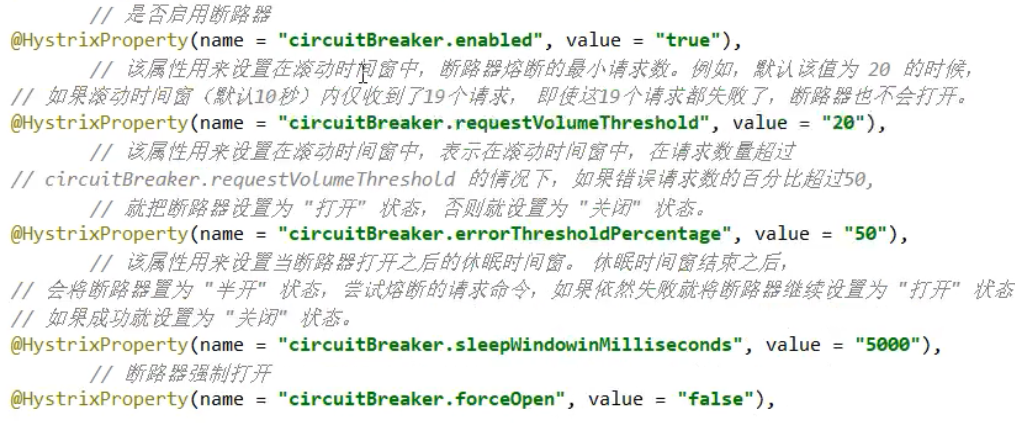 // 是否启用断路器
@HystrixProperty(name = "circuitBreaker.enabled", value = "true"),
// 该属性用来设置在滚动时间窗中，断路器熔断的最小请求数。例如，默认该值为 20 的时候，
// 如果滚动时间窗（默认10秒）内仅收到了19个请求， 即使这19个请求都失败了，断路器也不会打开。
@HystrixProperty(name = "circuitBreaker.requestVolumeThreshold", value = "20"),
// 该属性用来设置在滚动时间窗中，表示在滚动时间窗中，在请求数量超过
// circuitBreaker.requestVolumeThreshold 的情况下，如果错误请求数的百分比超过50,
// 就把断路器设置为 "打开" 状态，否则就设置为 "关闭" 状态。
@HystrixProperty(name = "circuitBreaker.errorThresholdPercentage", value = "50"),
// 该属性用来设置当断路器打开之后的休眠时间窗。 休眠时间窗结束之后，
// 会将断路器置为 "半开" 状态，尝试熔断的请求命令，如果依然失败就将断路器继续设置为 "打开" 状态
// 如果成功就设置为 "关闭" 状态。
@HystrixProperty(name = "circuitBreaker.sleepWindowinMilliseconds", value = "5000"),
// 断路器强制打开
@HystrixProperty(name = "circuitBreaker.forceOpen", value = "false"),